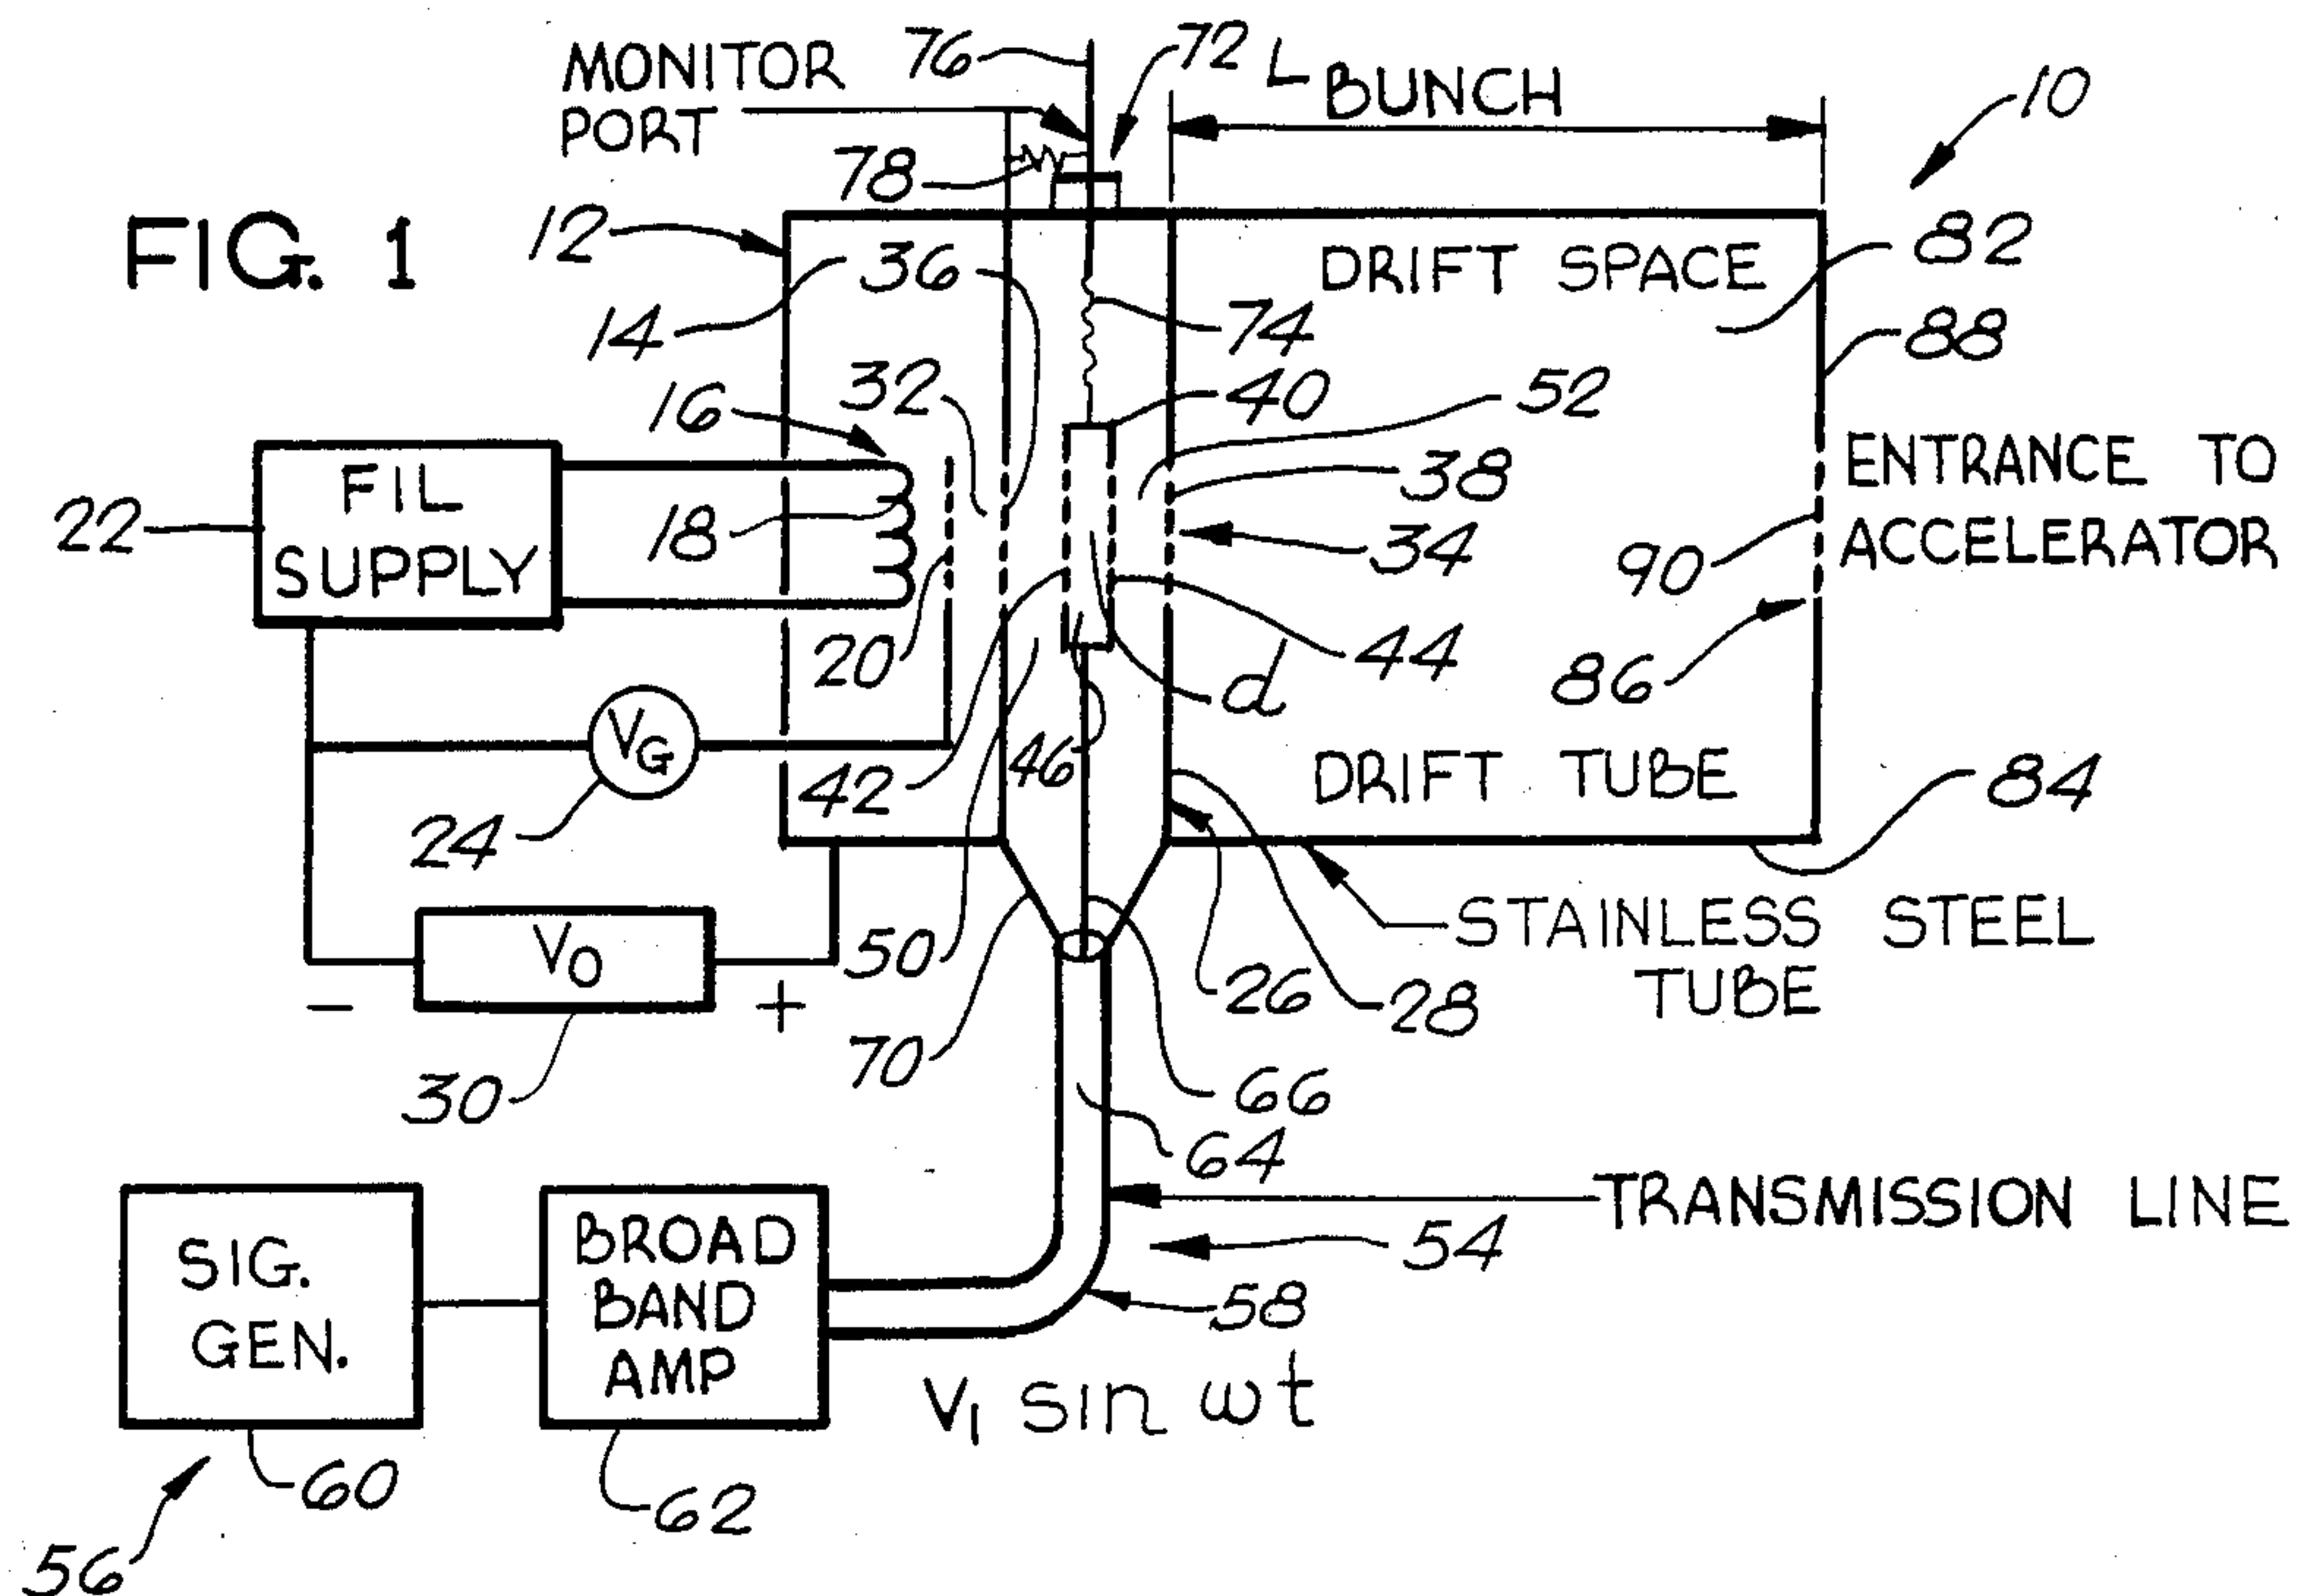 FIG. 1
MONITOR
PORT
76
72
L BUNCH
10
78
12
14
36
DRIFT SPACE
82
88
74
16
32
40
52
38
ENTRANCE TO
ACCELERATOR
FIL
SUPPLY
22
18
34
90
20
d
44
86
VG
42
46
DRIFT TUBE
84
24
VO
50
STAINLESS STEEL
TUBE
26
28
−
+
30
70
66
64
TRANSMISSION LINE
54
SIG.
GEN.
BROAD
BAND
AMP
58
V1 sin ωt
60
62
56